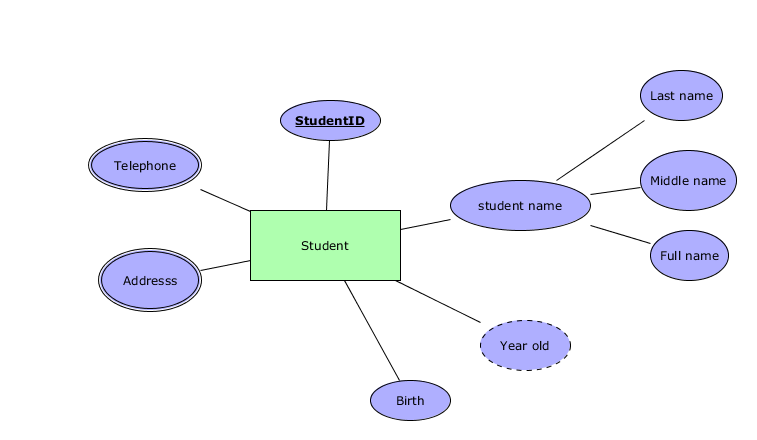 Last name
StudentID
Telephone
Middle name
student name
Student
Full name
Addresss
Year old
Birth